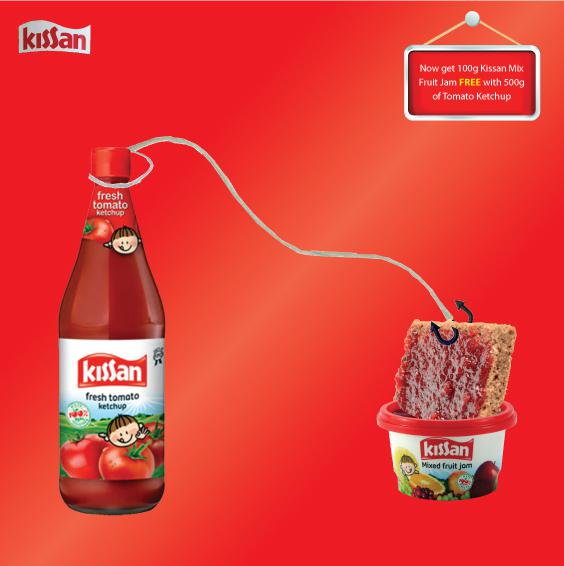 kissan
Now get 100g Kissan Mix
Fruit Jam FREE with 500g
of Tomato Ketchup
fresh
tomato
ketchup
kissan
fresh tomato
ketchup
100%
kissan
Mixed fruit jam